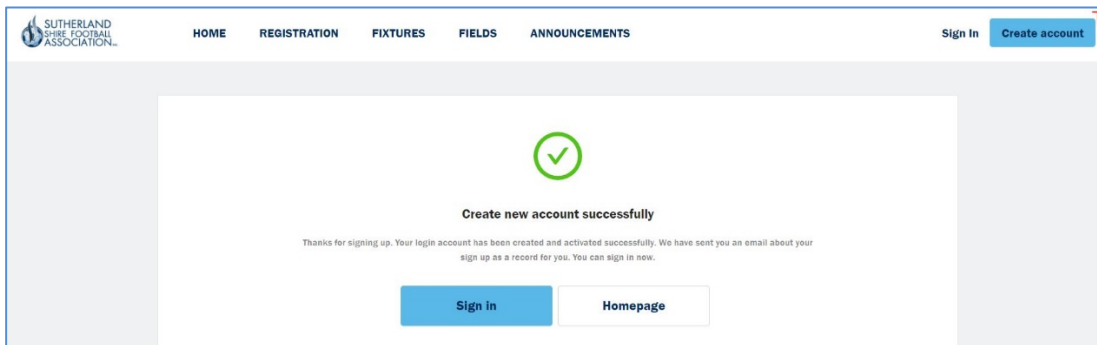 SUTHERLAND
SHIRE FOOTBALL
ASSOCIATION
HOME REGISTRATION FIXTURES FIELDS ANNOUNCEMENTS Sign In Create account
Create new account successfully
Thanks for signing up. Your login account has been created and activated successfully. We have sent you an email about your
sign up as a record for you. You can sign in now.
Sign in Homepage